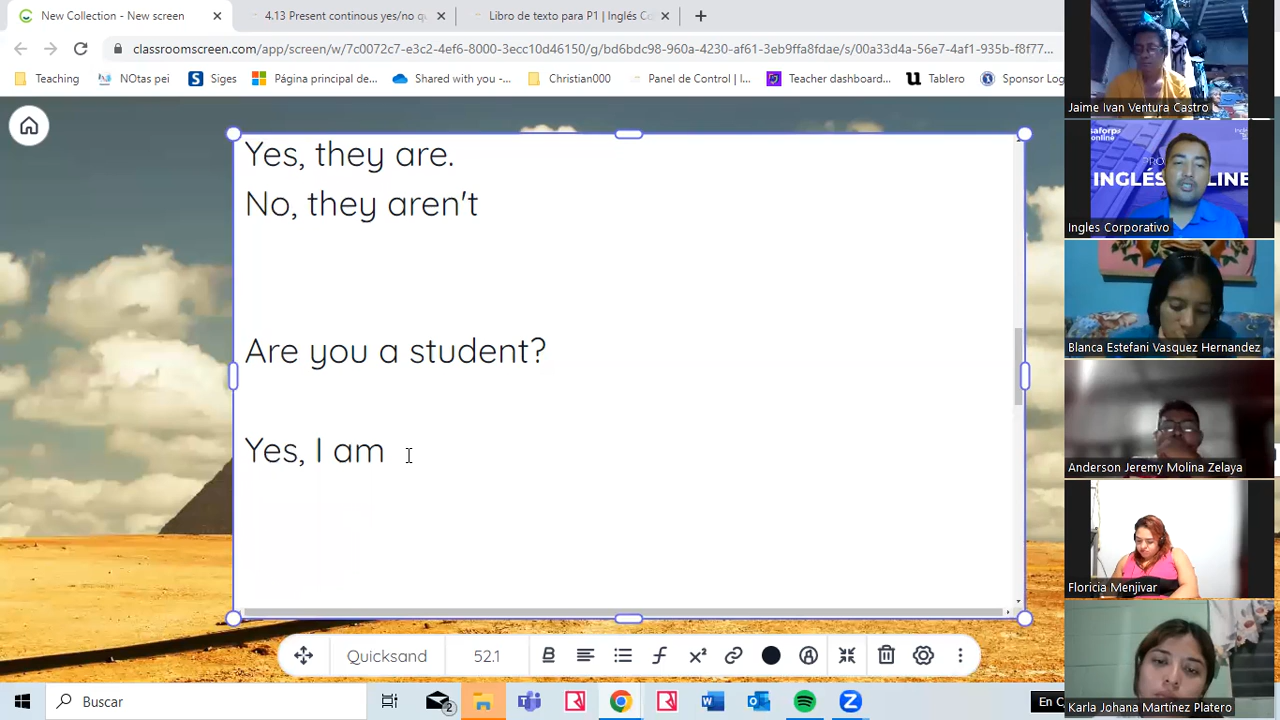 New Collection - New screen
4.13 Present continous yes/no q
Libro de texto para P1 | Inglés Co
classroomscreen.com/app/screen/w/7c0072c7-e3c2-4ef6-8080-3ecc10d46150/g/bd6bdc98-960a-4230-af61-3eb9ffa8fdae/s/00a33d4a-56e7-4af1-935b-f8f77...
Teaching
NOtas pei
Siges
Página principal de...
Shared with you -...
Christian000
Panel de Control | I...
Teacher dashboard...
Tablero
Sponsor Log
Yes, they are.
No, they aren't
Are you a student?
Yes, I am
Quicksand
52.1
Buscar
2
Jaime Ivan Ventura Castro
INGLÉS
LINE
Ingles Corporativo
Blanca Estefani Vasquez Hernandez
Anderson Jeremy Molina Zelaya
Floricia Menjivar
Karla Johana Martínez Platero